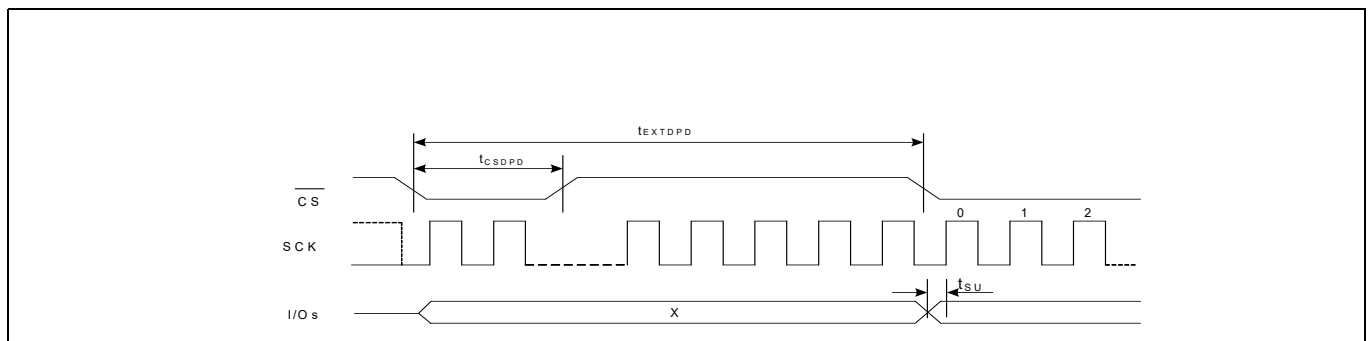 tEXTDPD
tCSDPD
CS
0 1 2
SCK
tSU
X
I/Os